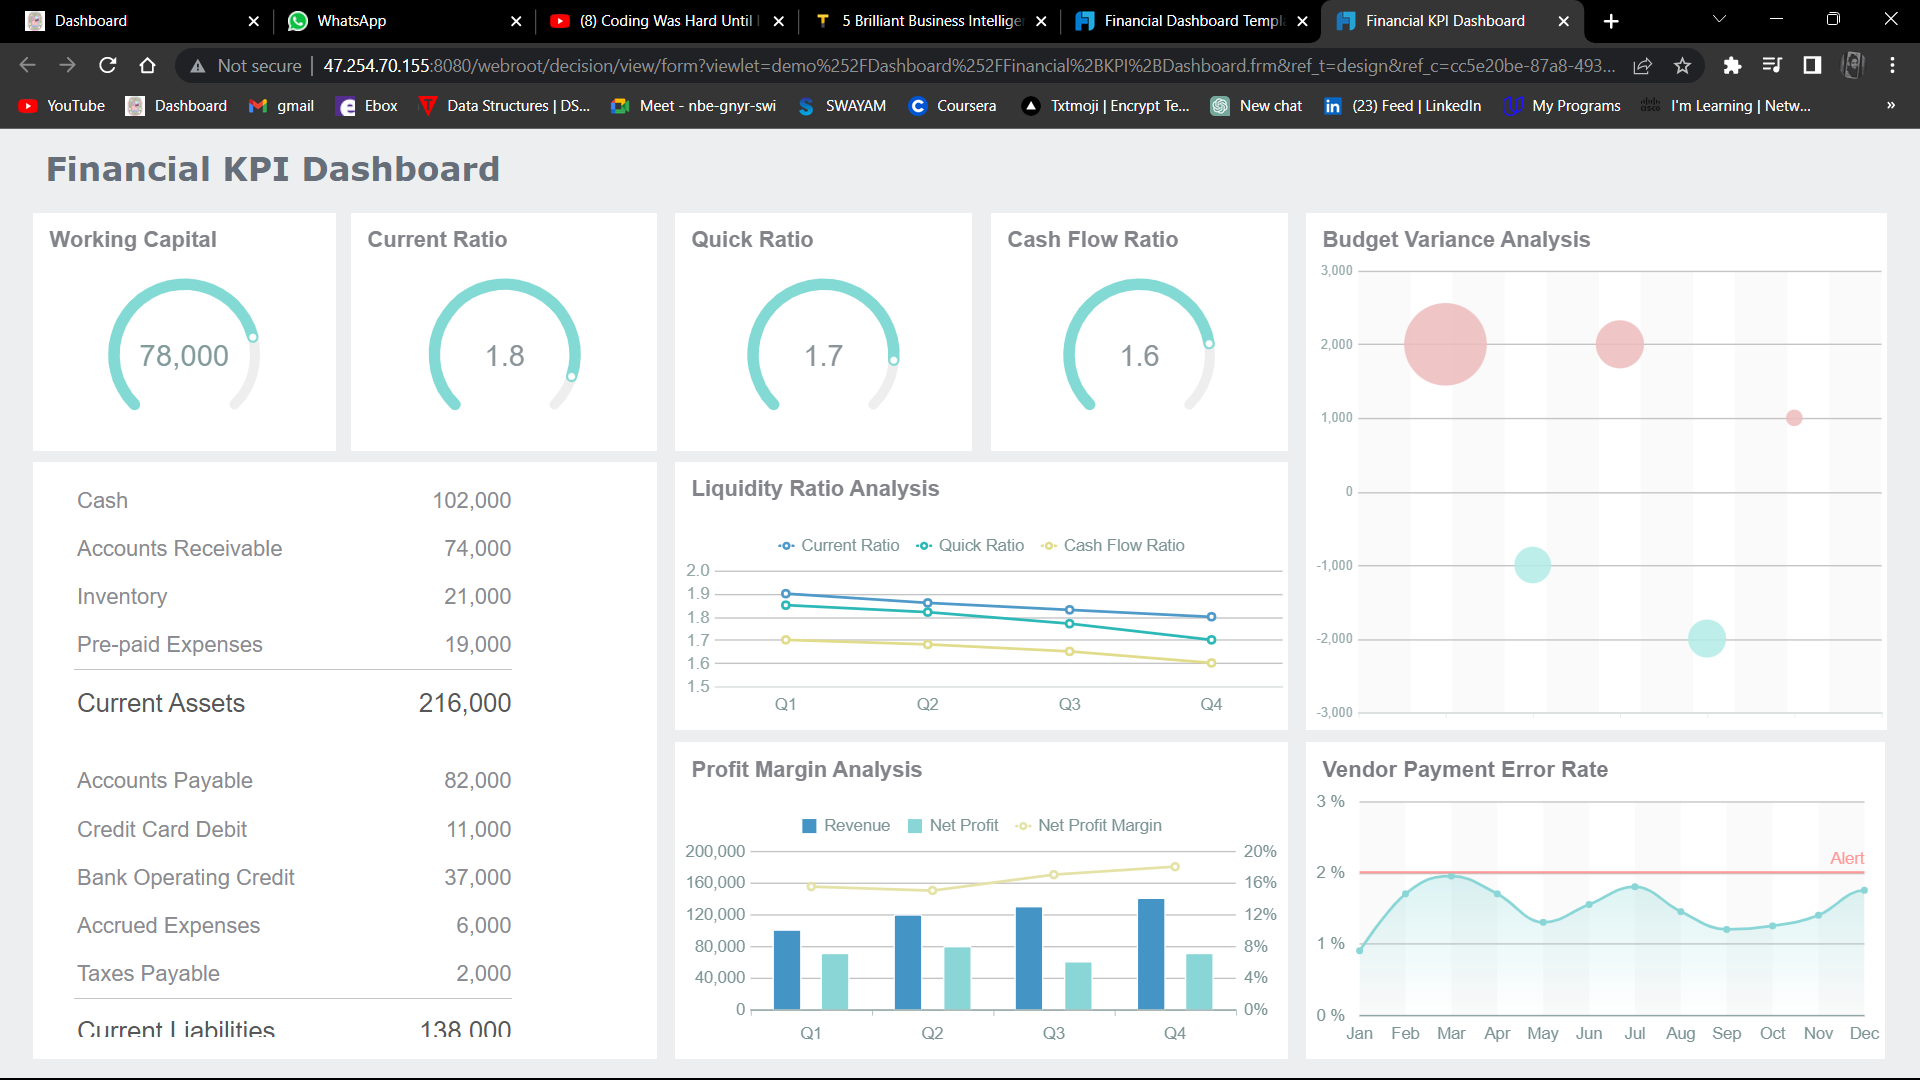 Dashboard
WhatsApp
(8) Coding Was Hard Until
5 Brilliant Business Intellige
Financial Dashboard Templ
Financial KPI Dashboard
Not secure
47.254.70.155:8080/webroot/decision/view/form?viewlet=demo%252FDashboard%252FFinancial%2BKPI%2BDashboard.frm&ref_t=design&ref_c=cc5e20be-87a8-493...
YouTube
Dashboard
gmail
Ebox
Data Structures | DS...
Meet - nbe-gnyr-swi
SWAYAM
Coursera
Txtmoji | Encrypt Te...
New chat
(23) Feed | LinkedIn
My Programs
I'm Learning | Netw...
»
Financial KPI Dashboard
Working Capital
78,000
Current Ratio
1.8
Quick Ratio
1.7
Cash Flow Ratio
1.6
Cash 102,000
Accounts Receivable 74,000
Inventory 21,000
Pre-paid Expenses 19,000
Current Assets 216,000
Accounts Payable 82,000
Credit Card Debit 11,000
Bank Operating Credit 37,000
Accrued Expenses 6,000
Taxes Payable 2,000
Current Liabilities 138,000
Liquidity Ratio Analysis
Current Ratio Quick Ratio Cash Flow Ratio
2.0
1.9
1.8
1.7
1.6
1.5
Q1 Q2 Q3 Q4
Profit Margin Analysis
Revenue Net Profit Net Profit Margin
200,000 20%
160,000 16%
120,000 12%
80,000 8%
40,000 4%
0 0%
Q1 Q2 Q3 Q4
Budget Variance Analysis
3,000
2,000
1,000
0
-1,000
-2,000
-3,000
Vendor Payment Error Rate
3 %
Alert
2 %
1 %
0 %
Jan Feb Mar Apr May Jun Jul Aug Sep Oct Nov Dec